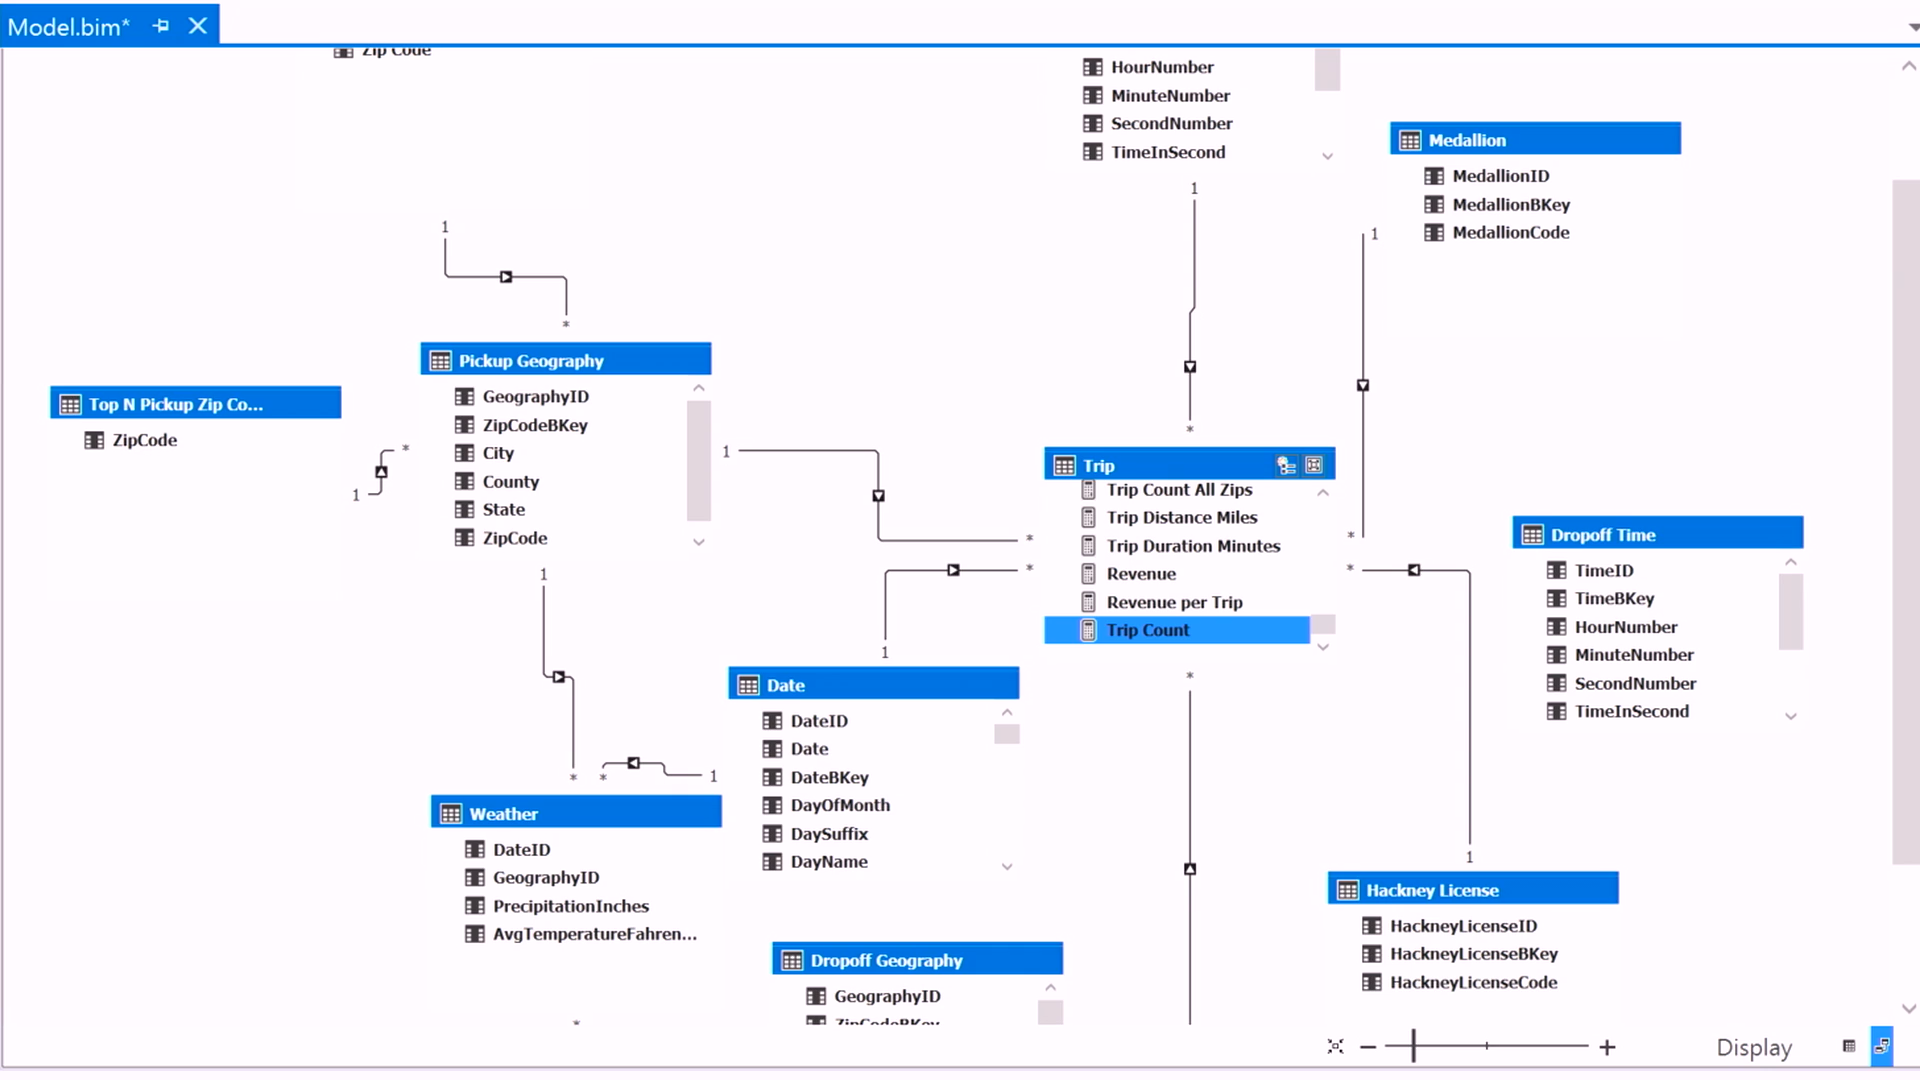 Model.bim*
Zip Code
HourNumber
MinuteNumber
SecondNumber
TimeInSecond
Medallion
MedallionID
MedallionBKey
MedallionCode
1
1
1
*
Pickup Geography
GeographyID
ZipCodeBKey
City
County
State
ZipCode
Top N Pickup Zip Co...
ZipCode
*
1
1
*
Trip
Trip Count All Zips
Trip Distance Miles
Trip Duration Minutes
Revenue
Revenue per Trip
Trip Count
*
*
*
*
Dropoff Time
TimeID
TimeBKey
HourNumber
MinuteNumber
SecondNumber
TimeInSecond
1
1
*
Date
DateID
Date
DateBKey
DayOfMonth
DaySuffix
DayName
*
*
1
Weather
DateID
GeographyID
PrecipitationInches
AvgTemperatureFahren...
1
Hackney License
HackneyLicenseID
HackneyLicenseBKey
HackneyLicenseCode
Dropoff Geography
GeographyID
ZipCodeBKey
*
Display